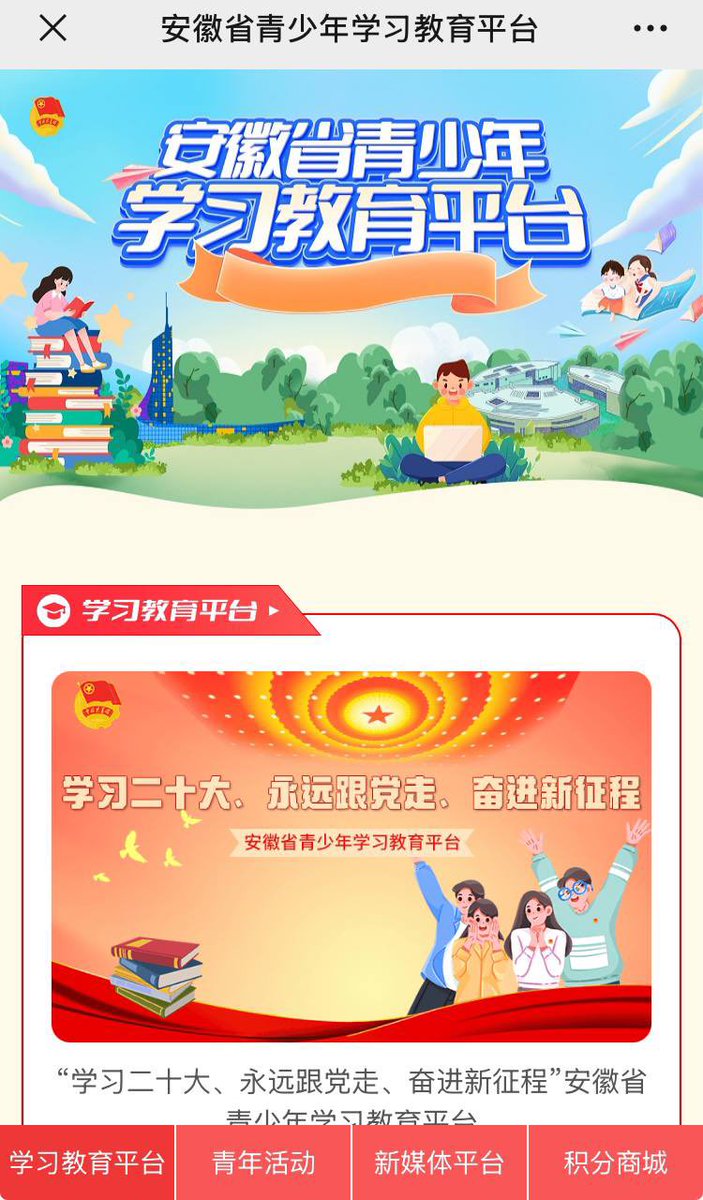 安徽省青少年学习教育平台
安徽省青少年
学习教育平台
学习教育平台
学习二十大、永远跟党走、奋进新征程
安徽省青少年学习教育平台
“学习二十大、永远跟党走、奋进新征程”安徽省
青少年学习教育平台
学习教育平台
青年活动
新媒体平台
积分商城